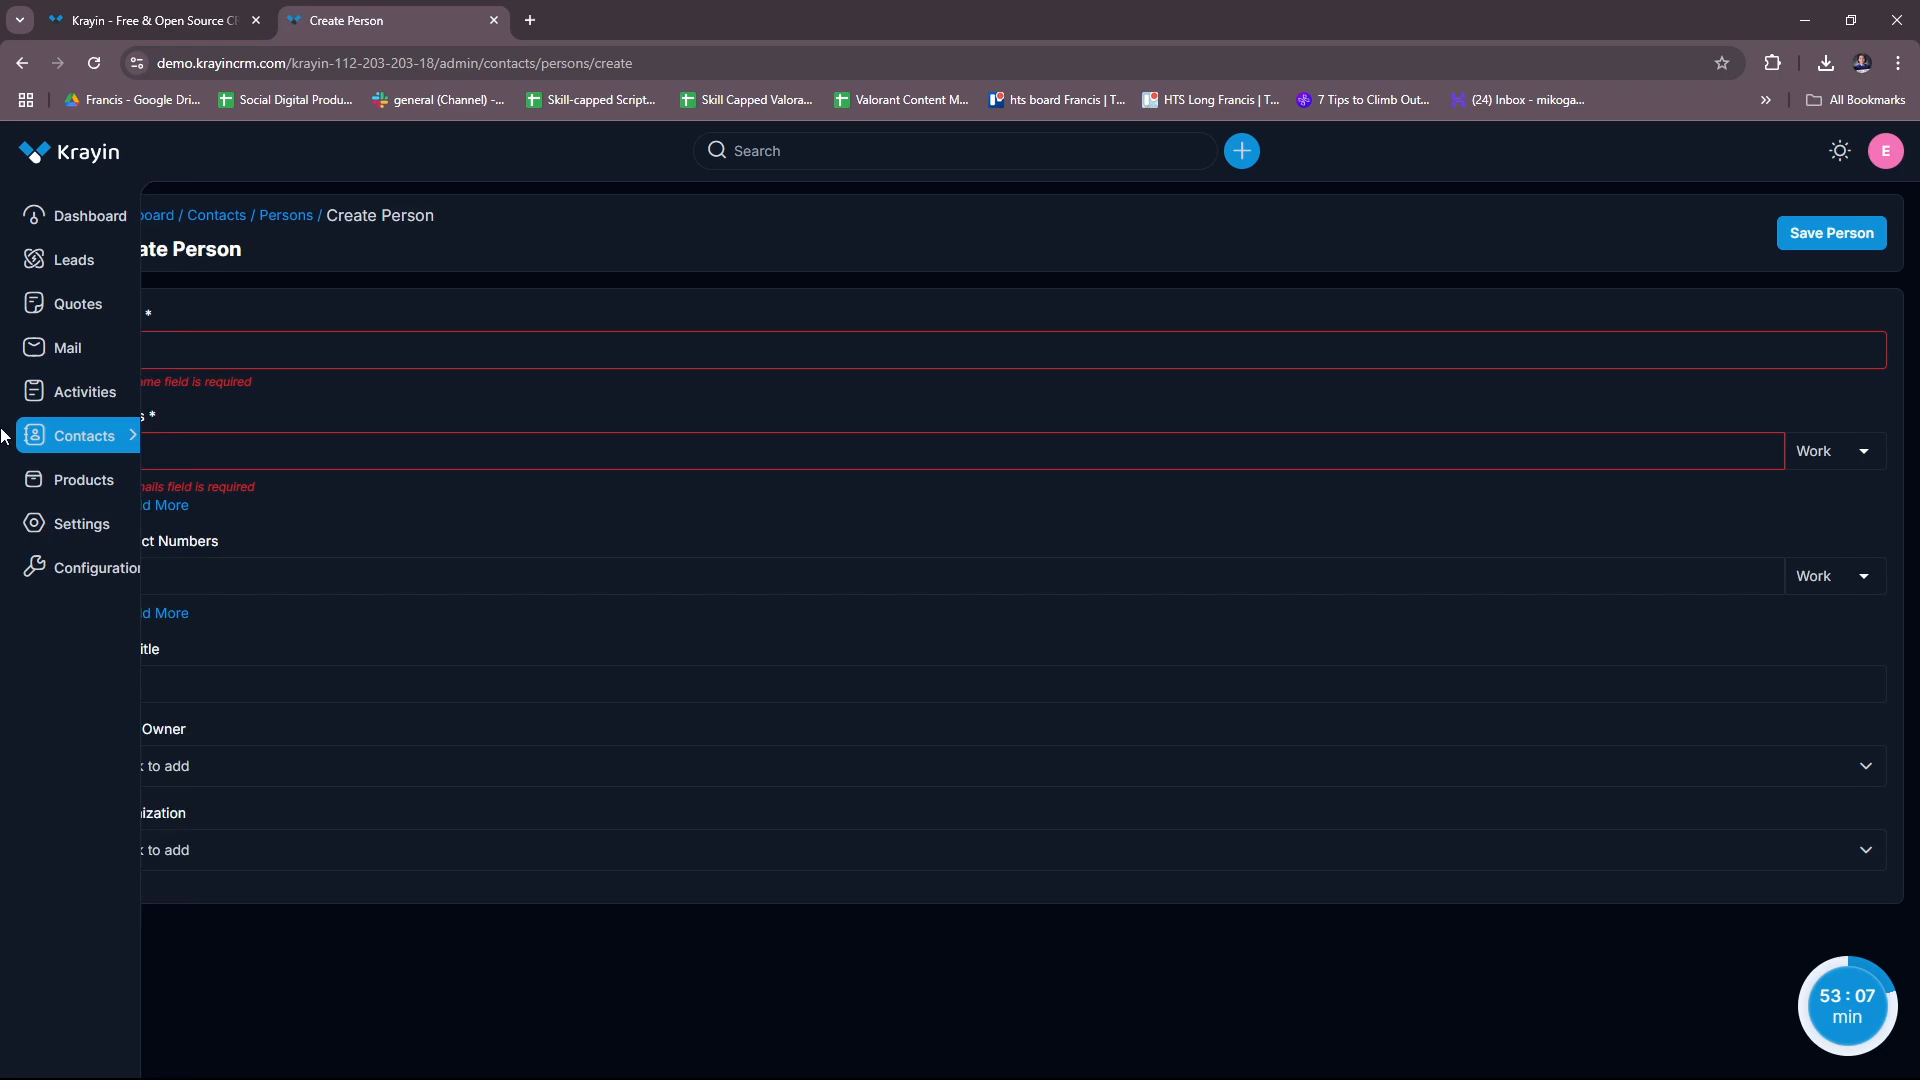 Krayin - Free & Open Source CR
Create Person
demo.krayincrm.com/krayin-112-203-203-18/admin/contacts/persons/create
Francis - Google Dri...
Social Digital Produ...
general (Channel) -...
Skill-capped Script...
Skill Capped Valora...
Valorant Content M...
hts board Francis | T...
HTS Long Francis | T...
7 Tips to Climb Out...
(24) Inbox - mikoga...
All Bookmarks
Krayin
Search
E
Dashboard
Leads
Quotes
Mail
Activities
Contacts
Products
Settings
Configuration
oard / Contacts / Persons / Create Person
ate Person
Save Person
*
ame field is required
s *
Work
nails field is required
d More
ct Numbers
Work
d More
itle
Owner
k to add
ization
k to add
53 : 07
min